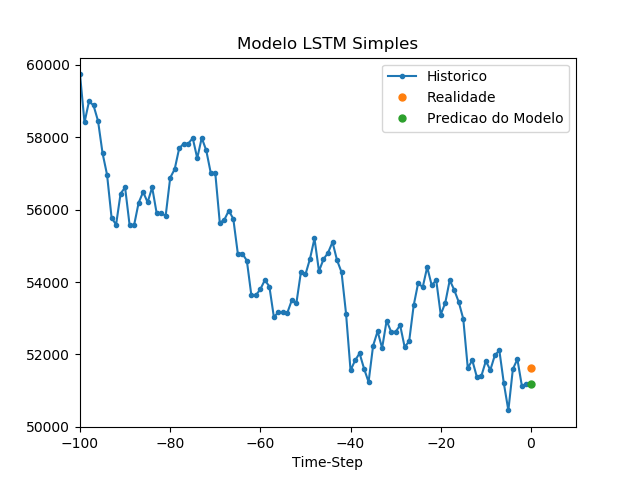 Modelo LSTM Simples
60000
58000
56000
54000
52000
50000
Historico
Realidade
Predicao do Modelo
−100
−80
−60
−40
−20
0
Time-Step